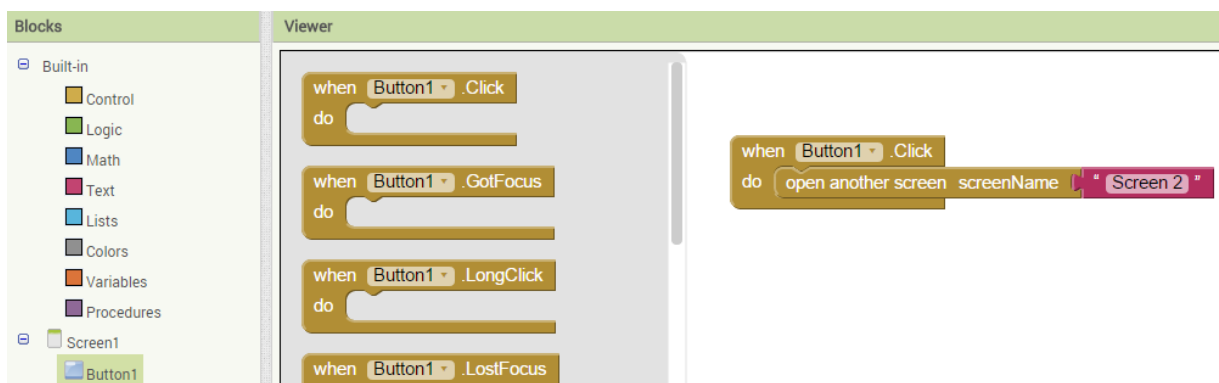 Blocks
Viewer
Built-in
Control
Logic
Math
Text
Lists
Colors
Variables
Procedures
Screen1
Button1
when Button1 .Click
do
when Button1 .GotFocus
do
when Button1 .LongClick
do
when Button1 .LostFocus
when Button1 .Click
do open another screen screenName " Screen 2 "